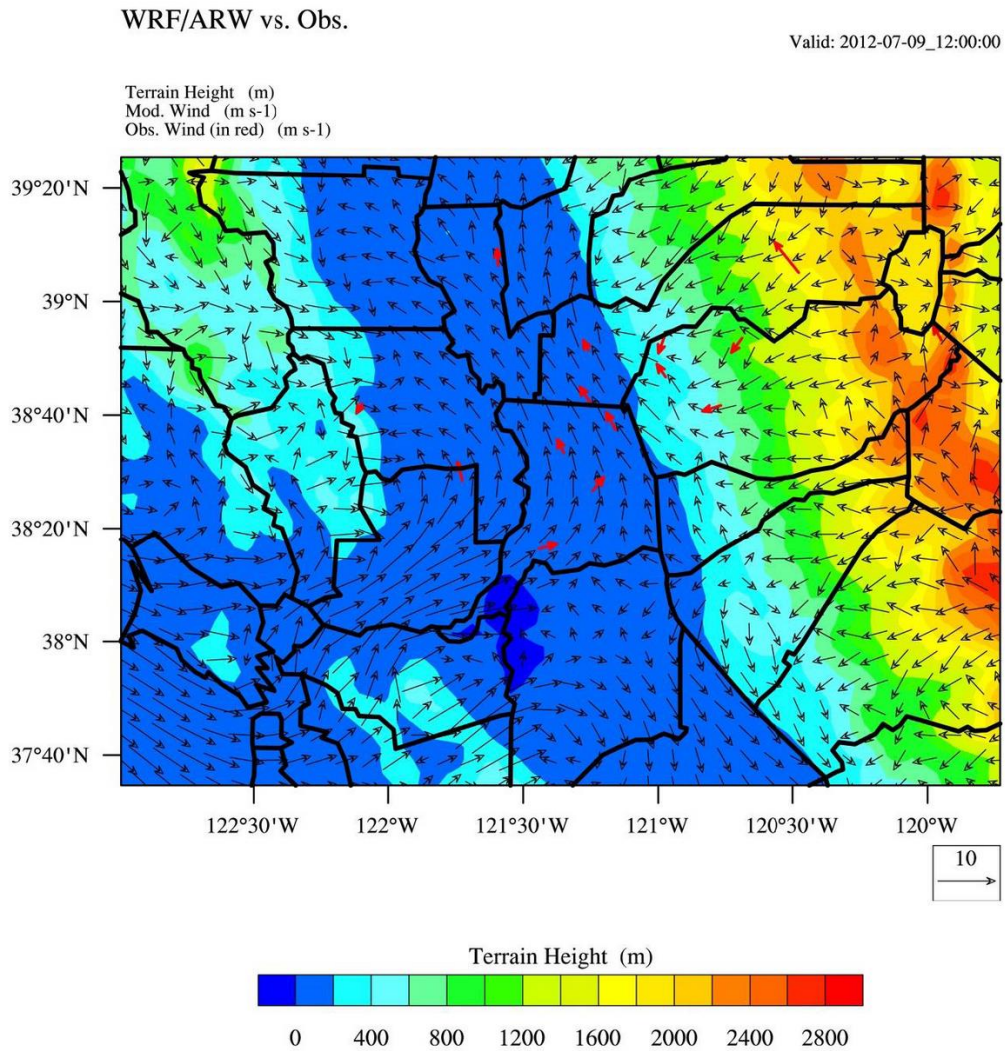 WRF/ARW vs. Obs.
Valid: 2012-07-09_12:00:00
Terrain Height (m)
Mod. Wind (m s-1)
Obs. Wind (in red) (m s-1)
39°20'N
39°N
38°40'N
38°20'N
38°N
37°40'N
122°30'W 122°W 121°30'W 121°W 120°30'W 120°W
10
Terrain Height (m)
0 400 800 1200 1600 2000 2400 2800